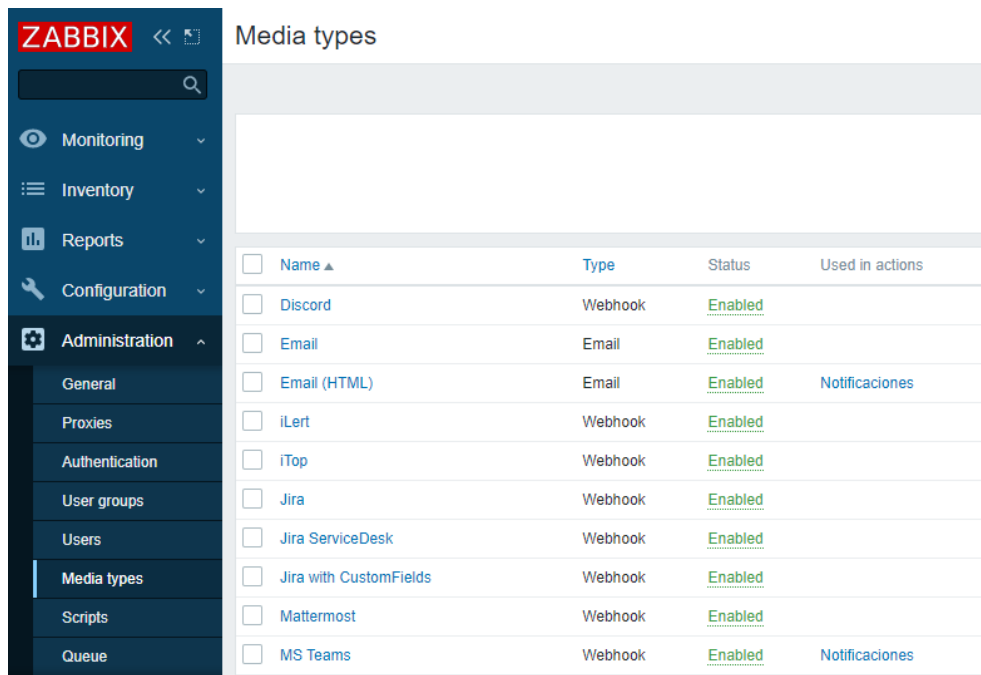 ZABBIX
Media types
Monitoring
Inventory
Reports
Configuration
Administration
General
Proxies
Authentication
User groups
Users
Media types
Scripts
Queue
Name Type Status Used in actions
Discord Webhook Enabled
Email Email Enabled
Email (HTML) Email Enabled Notificaciones
iLert Webhook Enabled
iTop Webhook Enabled
Jira Webhook Enabled
Jira ServiceDesk Webhook Enabled
Jira with CustomFields Webhook Enabled
Mattermost Webhook Enabled
MS Teams Webhook Enabled Notificaciones